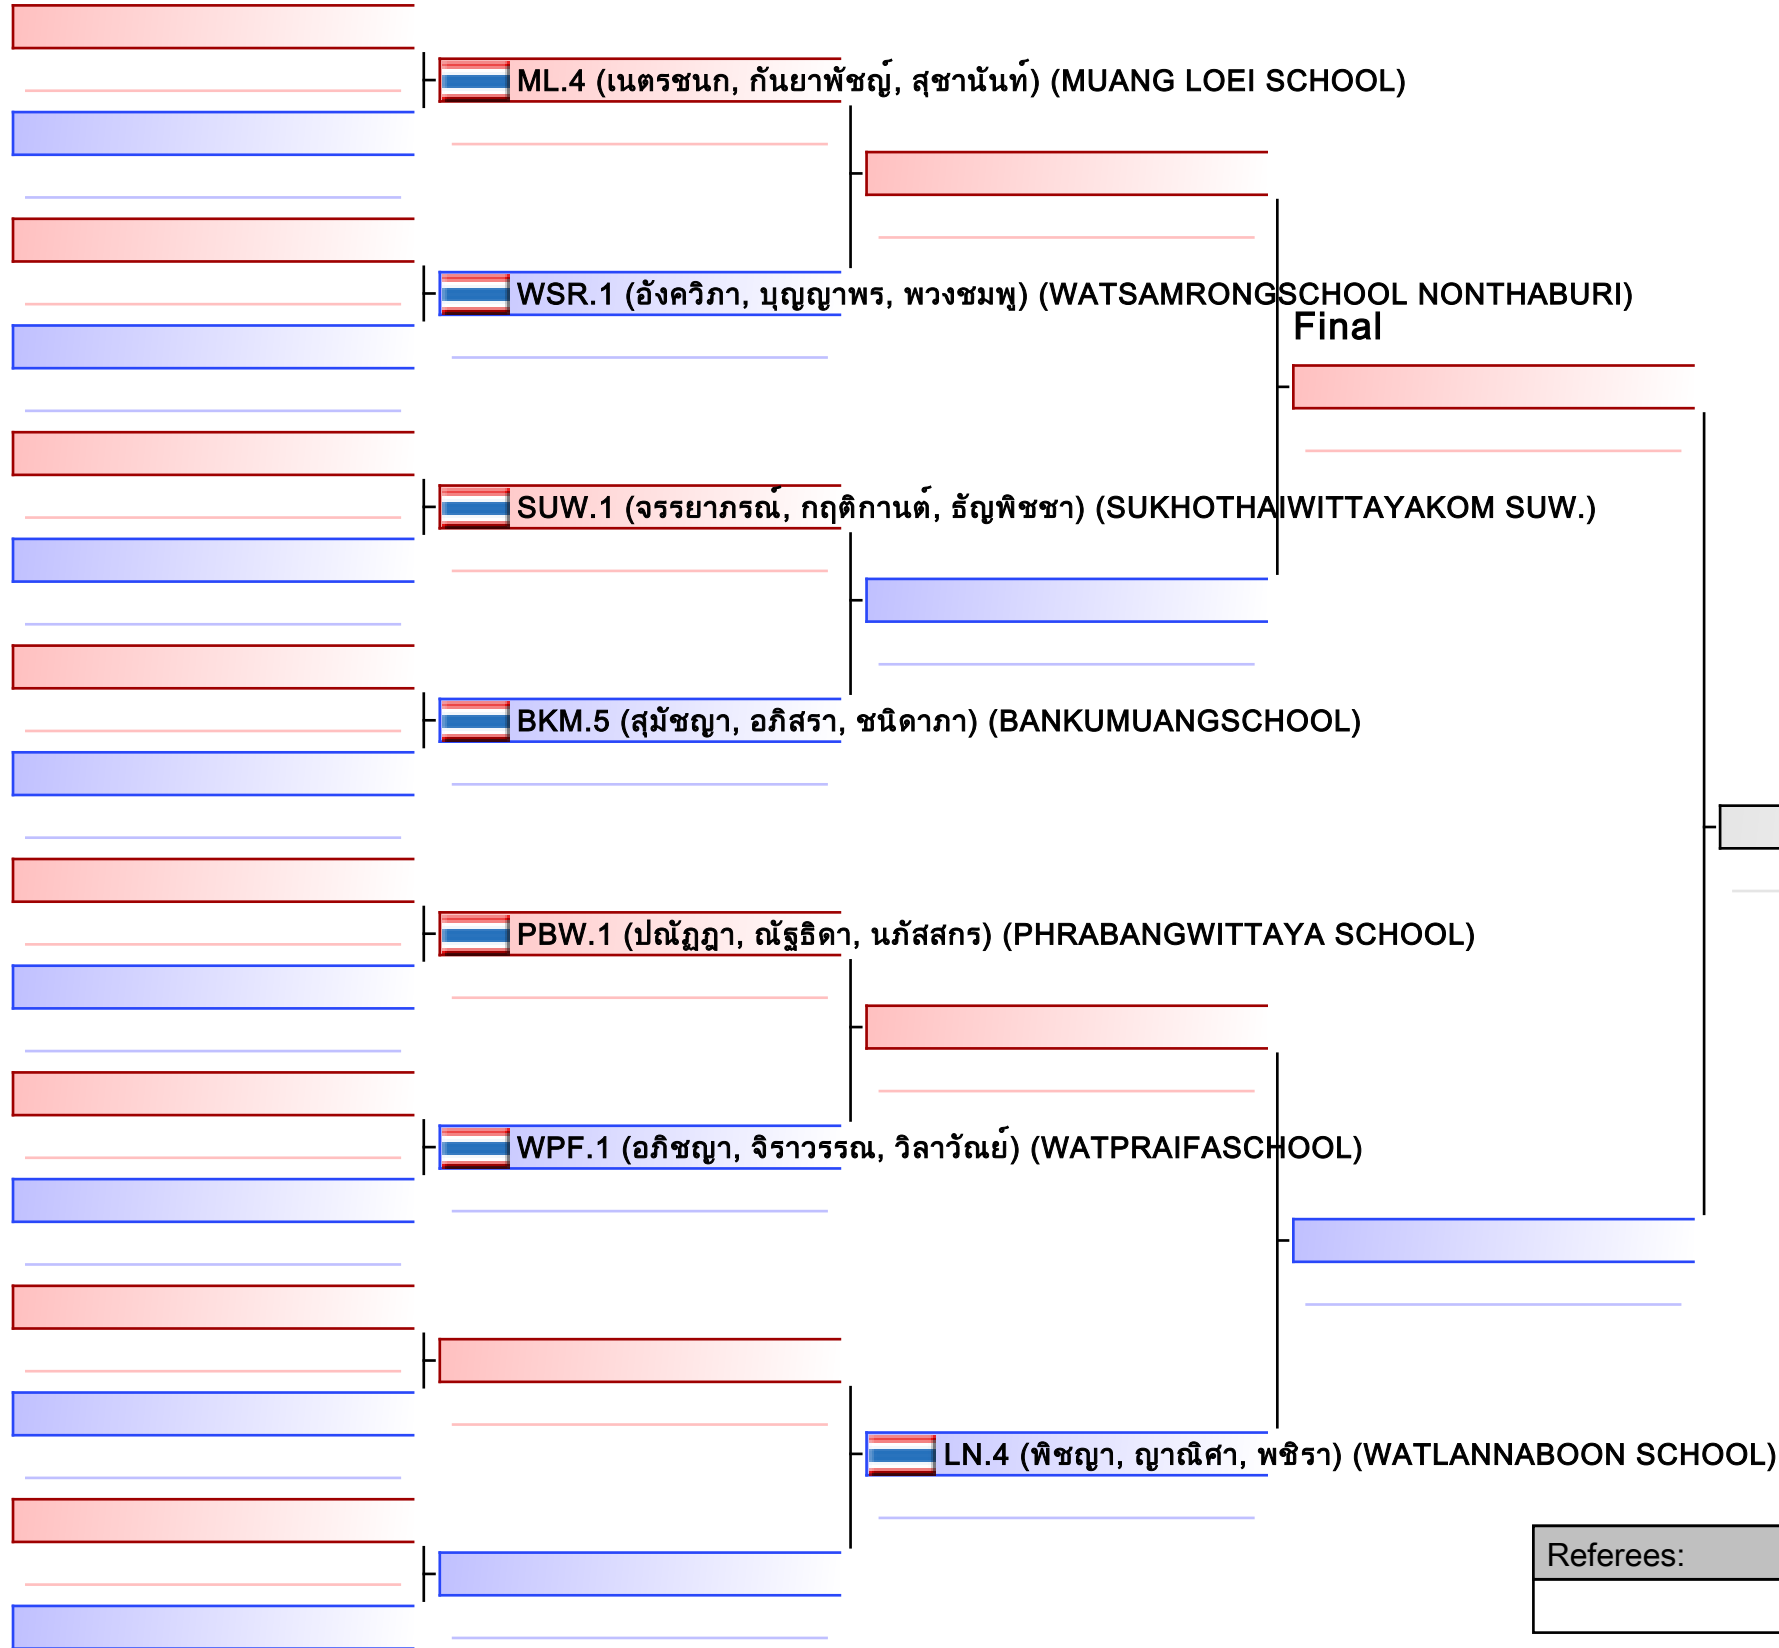 ML.4 (เนตรชนก, กันยาพัชญ์, สุชานันท์) (MUANG LOEI SCHOOL)
WSR.1 (อังควิภา, บุญญาพร, พวงชมพู) (WATSAMRONGSCHOOL NONTHABURI)
Final
SUW.1 (จรรยาภรณ์, กฤติกานต์, ธัญพิชชา) (SUKHOTHAIWITTAYAKOM SUW.)
BKM.5 (สุมัชญา, อภิสรา, ชนิดาภา) (BANKUMUANGSCHOOL)
PBW.1 (ปณัฏฎา, ณัฐธิดา, นภัสสกร) (PHRABANGWITTAYA SCHOOL)
WPF.1 (อภิชญา, จิราวรรณ, วิลาวัณย์) (WATPRAIFASCHOOL)
LN.4 (พิชญา, ญาณิศา, พชิรา) (WATLANNABOON SCHOOL)
Referees: